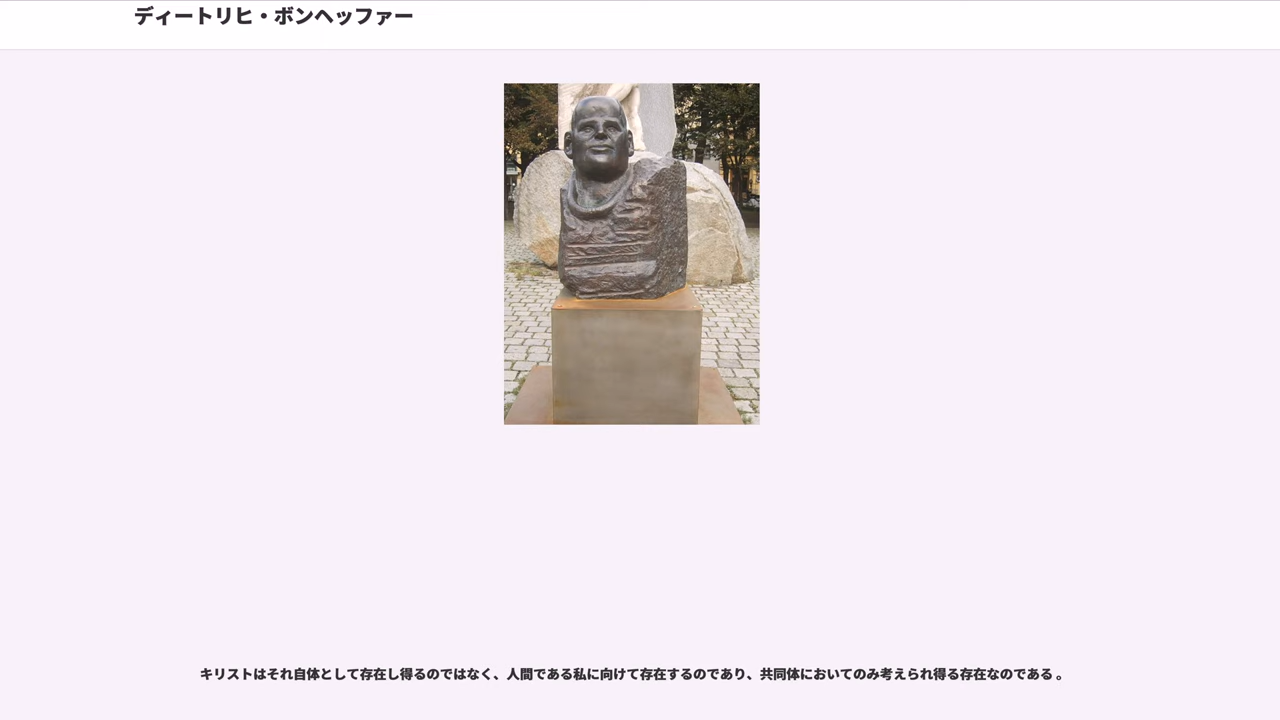 ディートリヒ・ボンヘッファー
キリストはそれ自体として存在し得るのではなく、人間である私に向けて存在するのであり、共同体においてのみ考えられ得る存在なのである 。